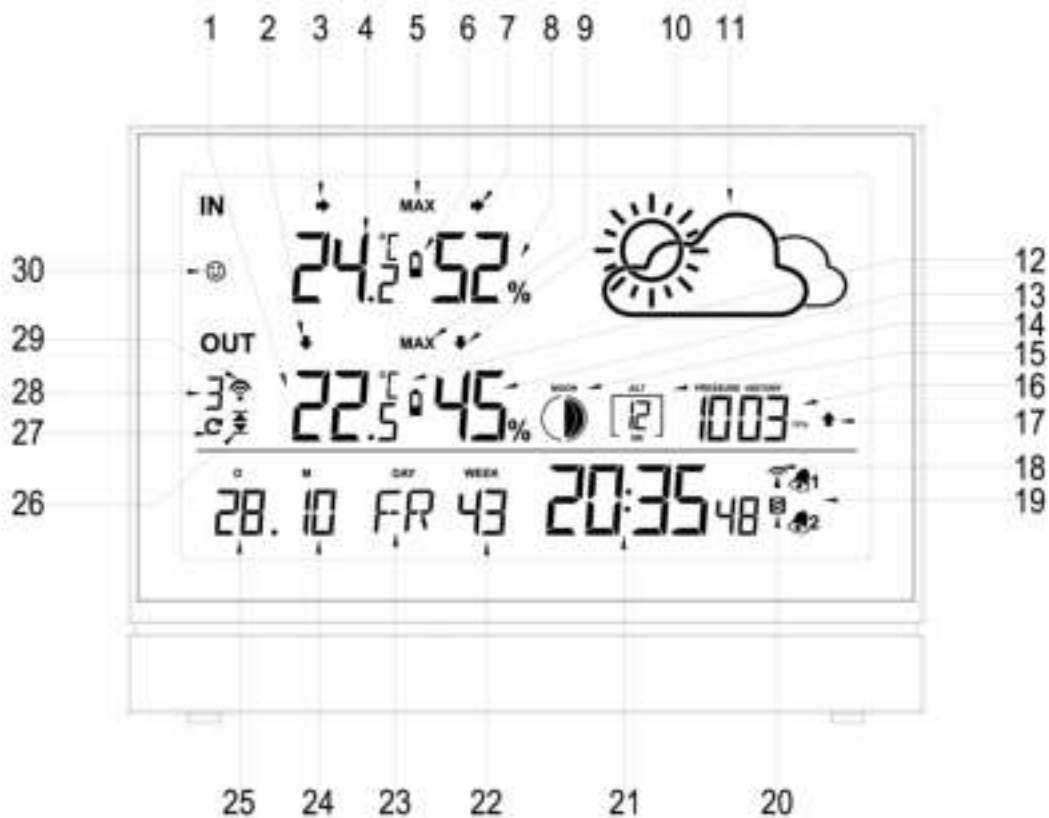 1 2 3 4 5 6 7 8 9 10 11
IN MAX
24.2 °C 52 %
30
12
OUT MAX
13
29
14
22.5 °C 45 %
28 3
MOON ALT PRESSURE HISTORY
15
12 1003
16
27
17
26
D M DAY WEEK
18
28. 10 FR 43 20:35 48
1
19
2
25 24 23 22 21 20